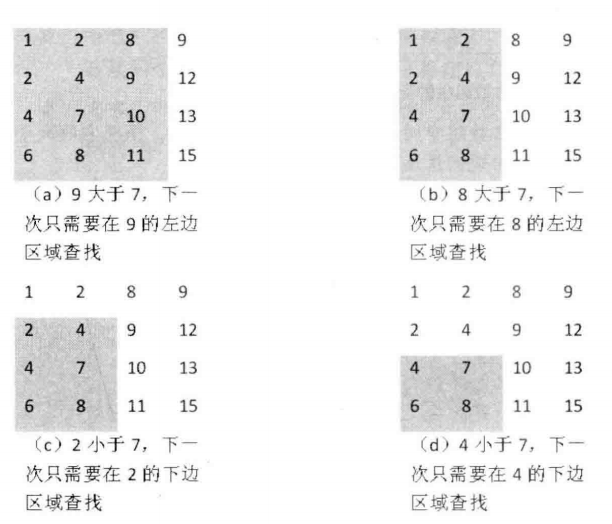 1 2 8 9
2 4 9 12
4 7 10 13
6 8 11 15
(a) 9 大于 7，下一
次只需要在 9 的左边
区域查找
1 2 8 9
2 4 9 12
4 7 10 13
6 8 11 15
(b) 8 大于 7，下一
次只需要在 8 的左边
区域查找
1 2 8 9
2 4 9 12
4 7 10 13
6 8 11 15
(c) 2 小于 7，下一
次只需要在 2 的下边
区域查找
1 2 8 9
2 4 9 12
4 7 10 13
6 8 11 15
(d) 4 小于 7，下一
次只需要在 4 的下边
区域查找